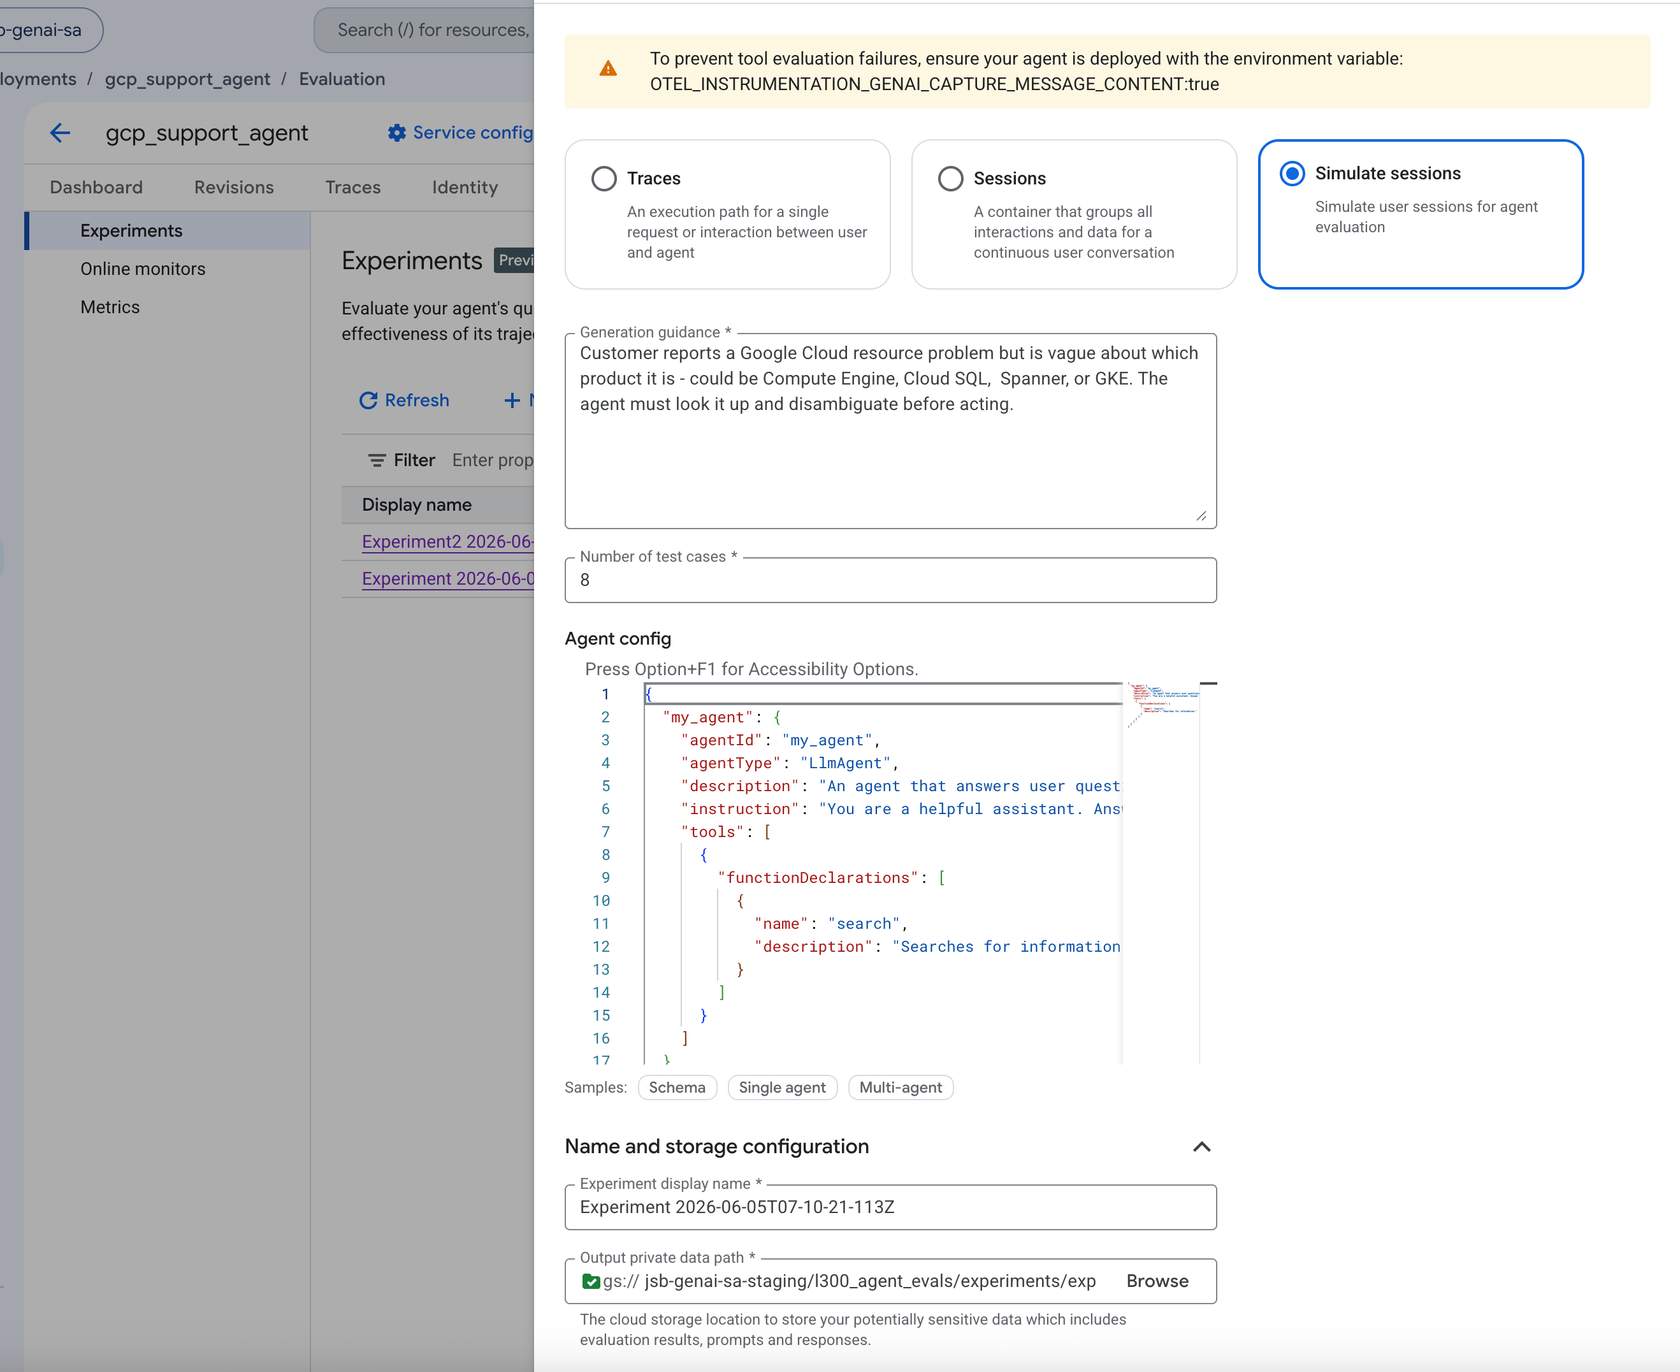 b-genai-sa
Search (/) for resources,
loyments / gcp_support_agent / Evaluation
gcp_support_agent
Service config
Dashboard
Revisions
Traces
Identity
Experiments
Online monitors
Metrics
Experiments
Previ
Evaluate your agent's qu
effectiveness of its traje
Refresh
Filter
Enter prop
Display name
Experiment2 2026-06-
Experiment 2026-06-0
To prevent tool evaluation failures, ensure your agent is deployed with the environment variable:
OTEL_INSTRUMENTATION_GENAI_CAPTURE_MESSAGE_CONTENT:true
Traces
An execution path for a single
request or interaction between user
and agent
Sessions
A container that groups all
interactions and data for a
continuous user conversation
Simulate sessions
Simulate user sessions for agent
evaluation
Generation guidance *
Customer reports a Google Cloud resource problem but is vague about which
product it is - could be Compute Engine, Cloud SQL,  Spanner, or GKE. The
agent must look it up and disambiguate before acting.
Number of test cases *
8
Agent config
Press Option+F1 for Accessibility Options.
1 {
2 "my_agent": {
3 "agentId": "my_agent",
4 "agentType": "LlmAgent",
5 "description": "An agent that answers user quest
6 "instruction": "You are a helpful assistant. Ans
7 "tools": [
8 {
9 "functionDeclarations": [
10 {
11 "name": "search",
12 "description": "Searches for information
13 }
14 ]
15 }
16 ]
17 }
Samples:
Schema
Single agent
Multi-agent
Name and storage configuration
Experiment display name *
Experiment 2026-06-05T07-10-21-113Z
Output private data path *
gs:// jsb-genai-sa-staging/l300_agent_evals/experiments/exp
Browse
The cloud storage location to store your potentially sensitive data which includes
evaluation results, prompts and responses.